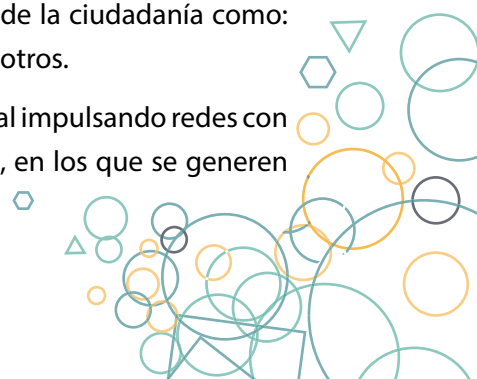 de la ciudadanía como:
otros.
al impulsando redes con
, en los que se generen